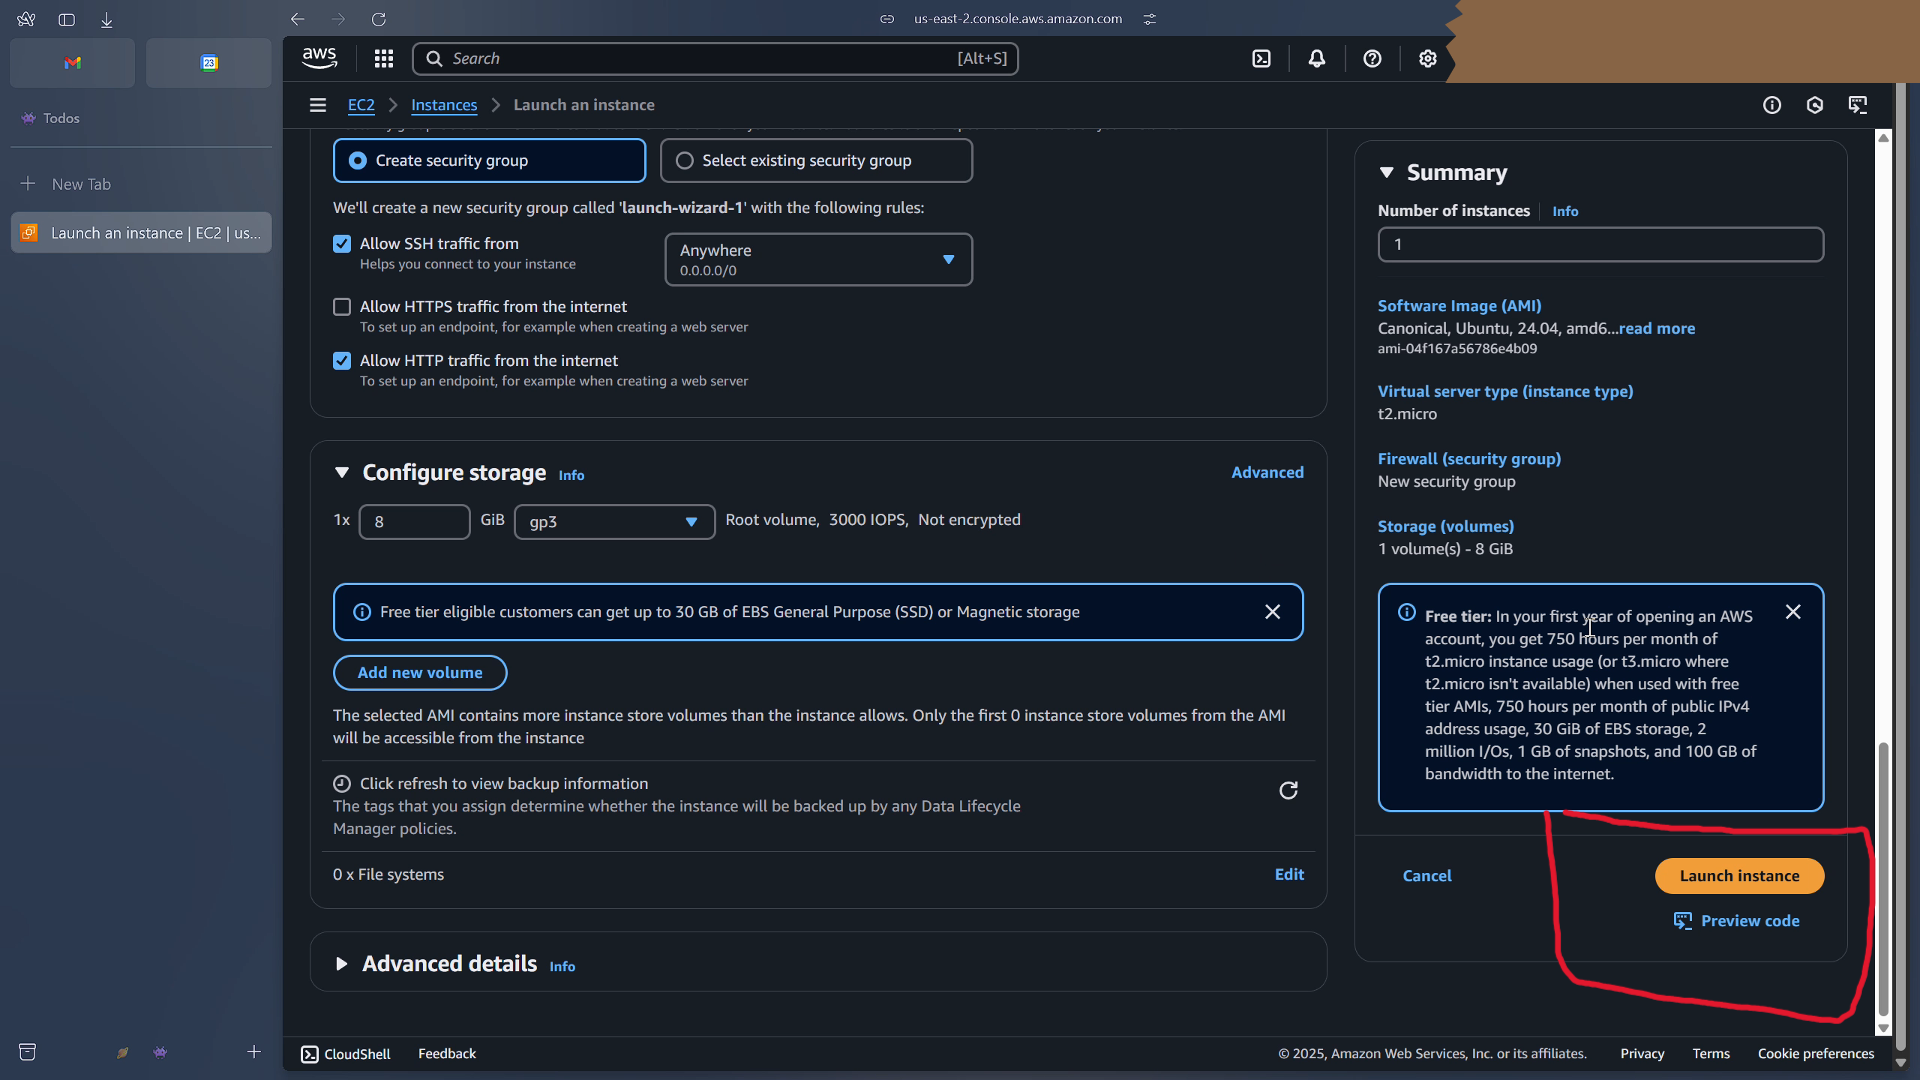 us-east-2.console.aws.amazon.com
aws
Search
[Alt+S]
23
Todos
New Tab
Launch an instance | EC2 | us...
EC2
Instances
Launch an instance
Create security group
Select existing security group
We'll create a new security group called 'launch-wizard-1' with the following rules:
Allow SSH traffic from
Helps you connect to your instance
Anywhere
0.0.0.0/0
Allow HTTPS traffic from the internet
To set up an endpoint, for example when creating a web server
Allow HTTP traffic from the internet
To set up an endpoint, for example when creating a web server
Configure storage
Info
Advanced
1x
8
GiB
gp3
Root volume, 3000 IOPS, Not encrypted
Free tier eligible customers can get up to 30 GB of EBS General Purpose (SSD) or Magnetic storage
Add new volume
The selected AMI contains more instance store volumes than the instance allows. Only the first 0 instance store volumes from the AMI
will be accessible from the instance
Click refresh to view backup information
The tags that you assign determine whether the instance will be backed up by any Data Lifecycle
Manager policies.
0 x File systems
Edit
Advanced details
Info
Summary
Number of instances
Info
1
Software Image (AMI)
Canonical, Ubuntu, 24.04, amd6...read more
ami-04f167a56786e4b09
Virtual server type (instance type)
t2.micro
Firewall (security group)
New security group
Storage (volumes)
1 volume(s) - 8 GiB
Free tier: In your first year of opening an AWS
account, you get 750 hours per month of
t2.micro instance usage (or t3.micro where
t2.micro isn't available) when used with free
tier AMIs, 750 hours per month of public IPv4
address usage, 30 GiB of EBS storage, 2
million I/Os, 1 GB of snapshots, and 100 GB of
bandwidth to the internet.
Cancel
Launch instance
Preview code
CloudShell
Feedback
© 2025, Amazon Web Services, Inc. or its affiliates.
Privacy
Terms
Cookie preferences